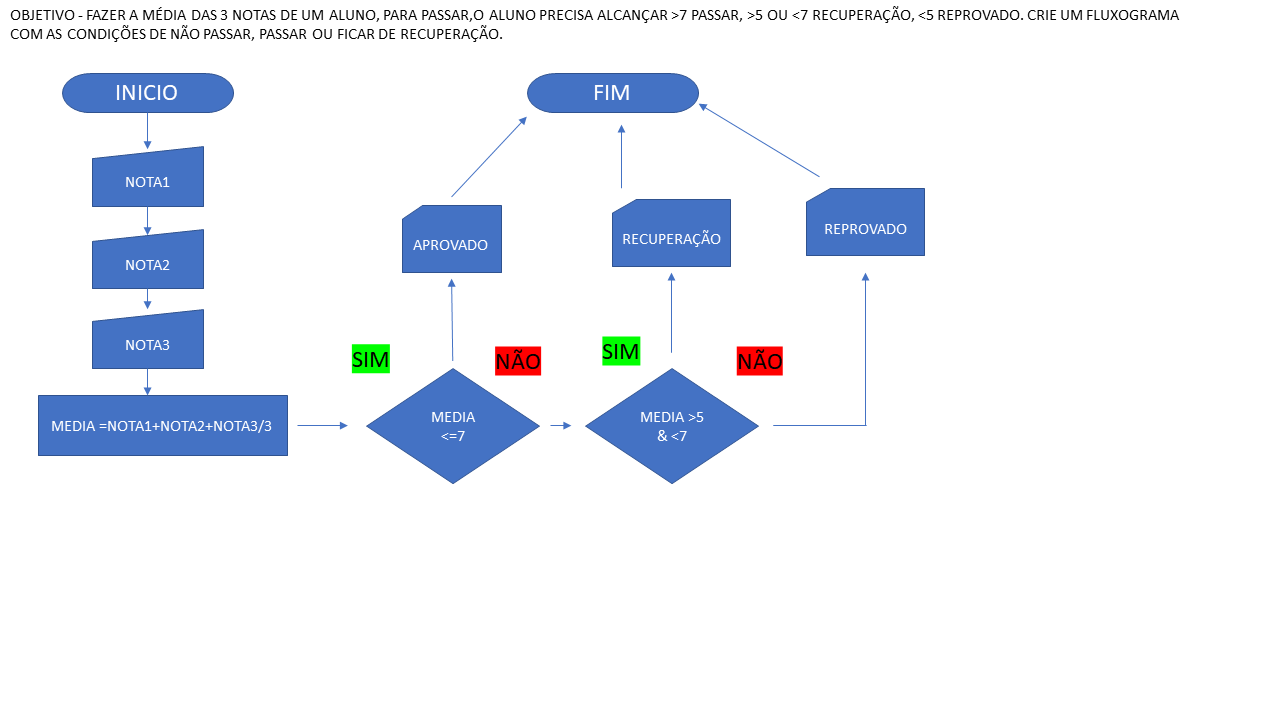 OBJETIVO - FAZER A MÉDIA DAS 3 NOTAS DE UM ALUNO, PARA PASSAR,O ALUNO PRECISA ALCANÇAR >7 PASSAR, >5 OU <7 RECUPERAÇÃO, <5 REPROVADO. CRIE UM FLUXOGRAMA
COM AS CONDIÇÕES DE NÃO PASSAR, PASSAR OU FICAR DE RECUPERAÇÃO.
INICIO
FIM
NOTA1
NOTA2
NOTA3
MEDIA =NOTA1+NOTA2+NOTA3/3
APROVADO
RECUPERAÇÃO
REPROVADO
SIM
NÃO
SIM
NÃO
MEDIA
<=7
MEDIA >5
& <7